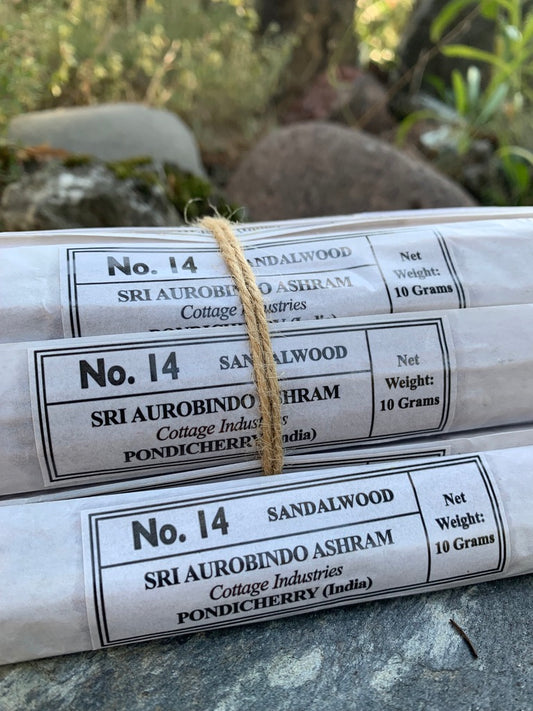 No. 14 SANDALWOOD
SRI AUROBINDO ASHRAM
Cottage Industries
PONDICHERRY (India)
Net
Weight:
10 Grams
No. 14 SANDALWOOD
SRI AUROBINDO ASHRAM
Cottage Industries
PONDICHERRY (India)
Net
Weight:
10 Grams
No. 14 SANDALWOOD
SRI AUROBINDO ASHRAM
Cottage Industries
PONDICHERRY (India)
Net
Weight:
10 Grams